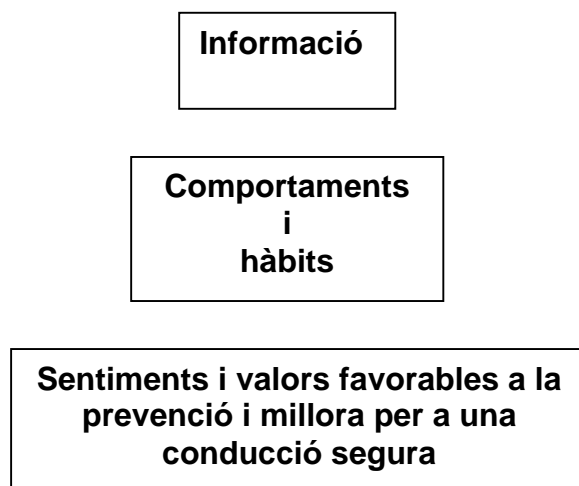 Informació
Comportaments
i
hàbits
Sentiments i valors favorables a la
prevenció i millora per a una
conducció segura